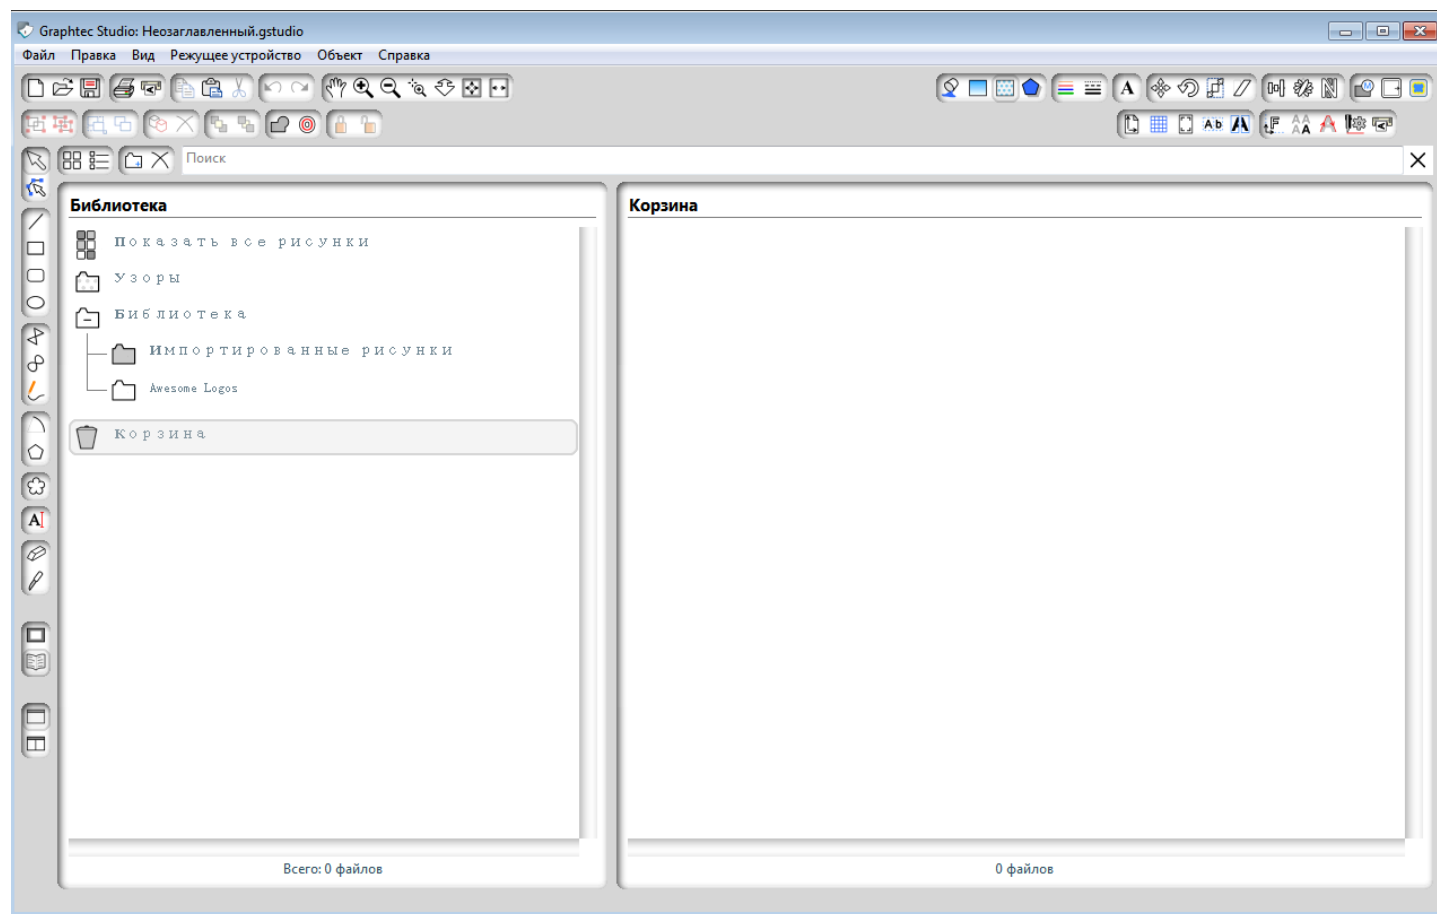 Graphtec Studio: Неозаглавленный.gstudio
Файл Правка Вид Режущее устройство Объект Справка
Поиск
Библиотека
Показать все рисунки
Узоры
Библиотека
Импортированные рисунки
Awesome Logos
Корзина
Всего: 0 файлов
Корзина
0 файлов